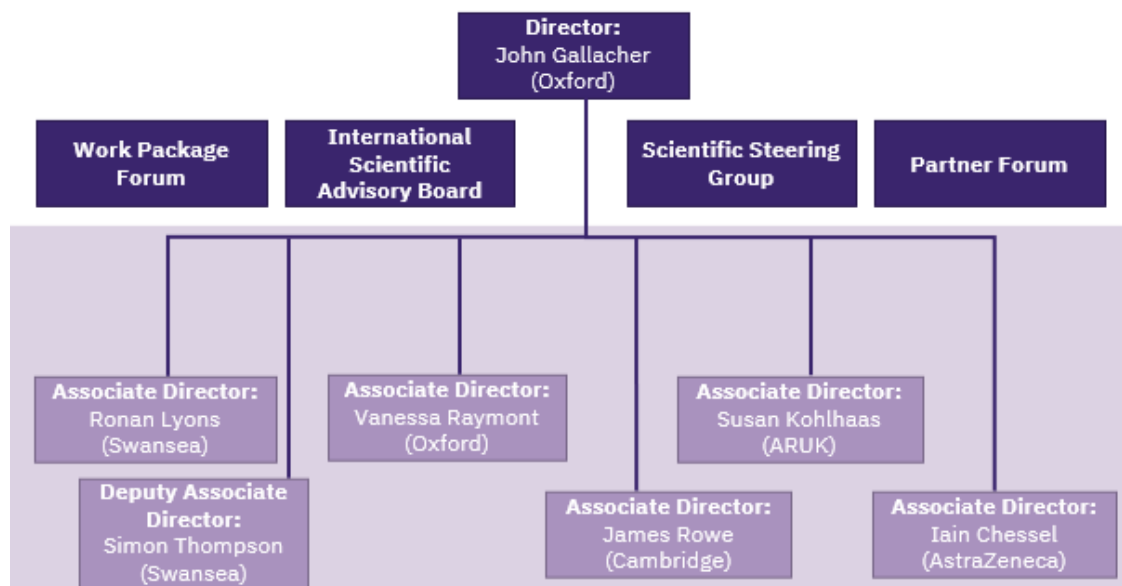 Director:
John Gallacher
(Oxford)
Work Package
Forum
International
Scientific
Advisory Board
Scientific Steering
Group
Partner Forum
Associate Director:
Ronan Lyons
(Swansea)
Associate Director:
Vanessa Raymont
(Oxford)
Associate Director:
Susan Kohlhaas
(ARUK)
Deputy Associate
Director:
Simon Thompson
(Swansea)
Associate Director:
James Rowe
(Cambridge)
Associate Director:
Iain Chessel
(AstraZeneca)